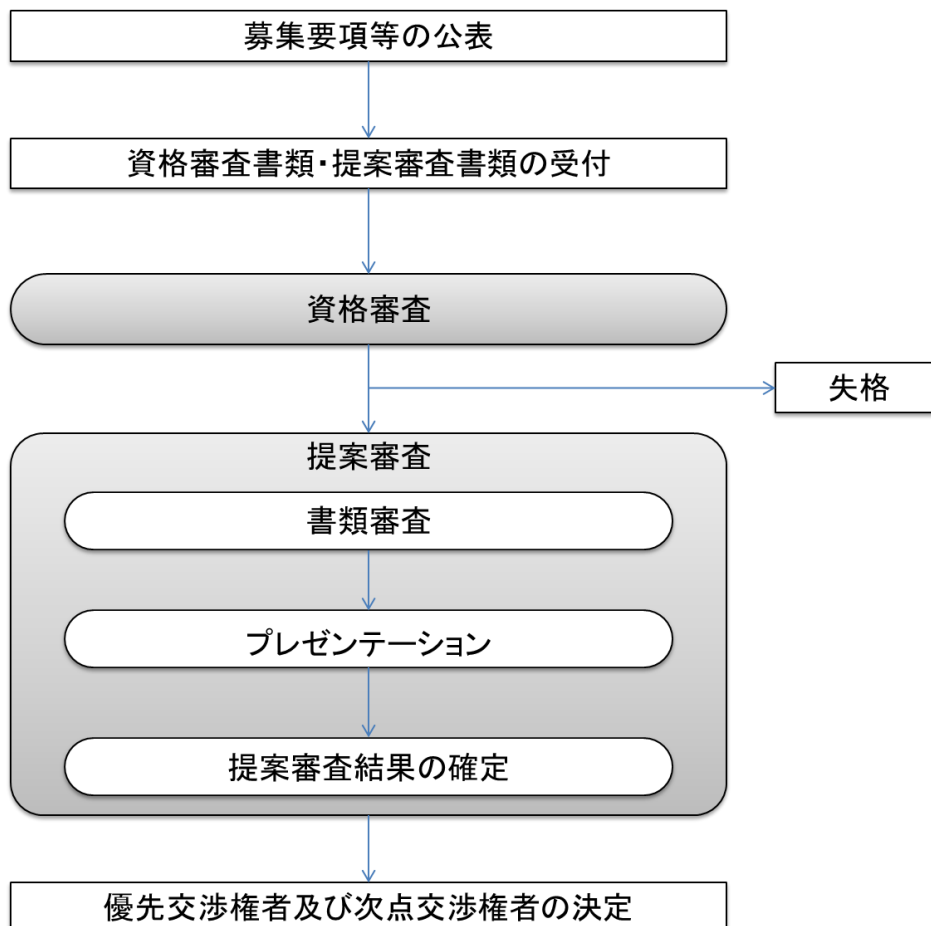 募集要項等の公表
資格審査書類・提案審査書類の受付
資格審査
失格
提案審査
書類審査
プレゼンテーション
提案審査結果の確定
優先交渉権者及び次点交渉権者の決定